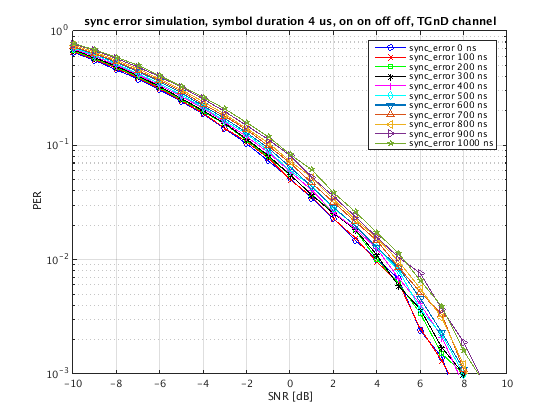 sync error simulation, symbol duration 4 us, on on off off, TGnD channel
10^0
10^-1
10^-2
10^-3
PER
sync_error 0 ns
sync_error 100 ns
sync_error 200 ns
sync_error 300 ns
sync_error 400 ns
sync_error 500 ns
sync_error 600 ns
sync_error 700 ns
sync_error 800 ns
sync_error 900 ns
sync_error 1000 ns
-10 -8 -6 -4 -2 0 2 4 6 8 10
SNR [dB]